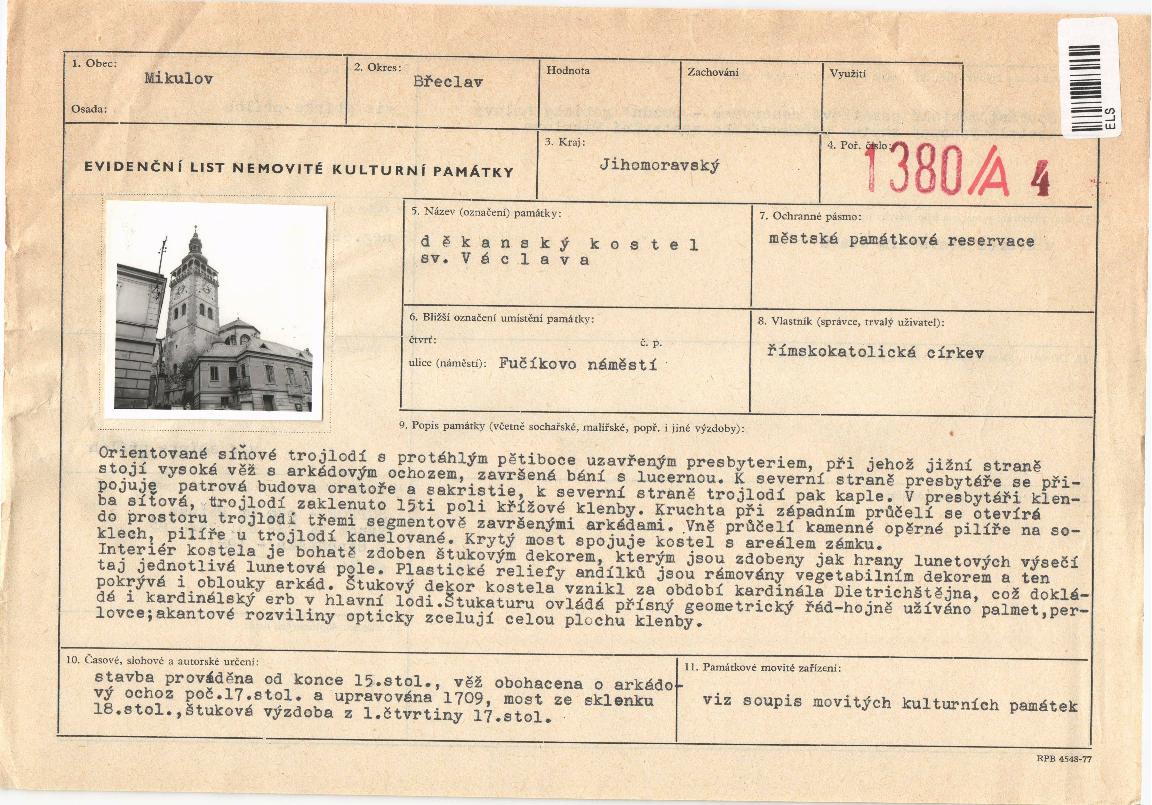 1. Obec:
Mikulov
Osada:
2. Okres:
Břeclav
Hodnota
Zachování
Využití
ELS
EVIDENČNÍ LIST NEMOVITÉ KULTURNÍ PAMÁTKY
3. Kraj:
Jihomoravský
4. Poř. číslo:
1380/A 4
5. Název (označení) památky:
d ě k a n s k ý k o s t e l
sv. V á c l a v a
7. Ochranné pásmo:
městská památková reservace
6. Bližší označení umístění památky:
čtvrť: č. p.
ulice (náměstí): Fučíkovo náměstí
8. Vlastník (správce, trvalý uživatel):
římskokatolická církev
9. Popis památky (včetně sochařské, malířské, popř. i jiné výzdoby):
Orientované síňové trojlodí s protáhlým pětiboce uzavřeným presbyteriem, při jehož jižní straně
stojí vysoká věž s arkádovým ochozem, završená bání s lucernou. K severní straně presbytáře se při-
pojuje patrová budova oratoře a sakristie, k severní straně trojlodí pak kaple. V presbytáři klen-
ba síťová, trojlodí zaklenuto 15ti poli křížové klenby. Kruchta při západním průčelí se otevírá
do prostoru trojlodí třemi segmentově završenými arkádami. Vně průčelí kamenné opěrné pilíře na so-
klech, pilíře u trojlodí kanelované. Krytý most spojuje kostel s areálem zámku.
Interiér kostela je bohatě zdoben štukovým dekorem, kterým jsou zdobeny jak hrany lunetových výsečí
taj jednotlivá lunetová pole. Plastické reliefy andílků jsou rámovány vegetabilním dekorem a ten
pokrývá i oblouky arkád. Štukový dekor kostela vznikl za období kardinála Dietrichštějna, což doklá-
dá i kardinálský erb v hlavní lodi.Štukaturu ovládá přísný geometrický řád-hojně užíváno palmet,per-
lovce;akantové rozviliny opticky zcelují celou plochu klenby.
10. Časové, slohové a autorské určení:
stavba prováděna od konce 15.stol., věž obohacena o arkádo-
vý ochoz poč.17.stol. a upravována 1709, most ze sklenku
18.stol.,štuková výzdoba z 1.čtvrtiny 17.stol.
11. Památkové movité zařízení:
viz soupis movitých kulturních památek
RPB 4548-77